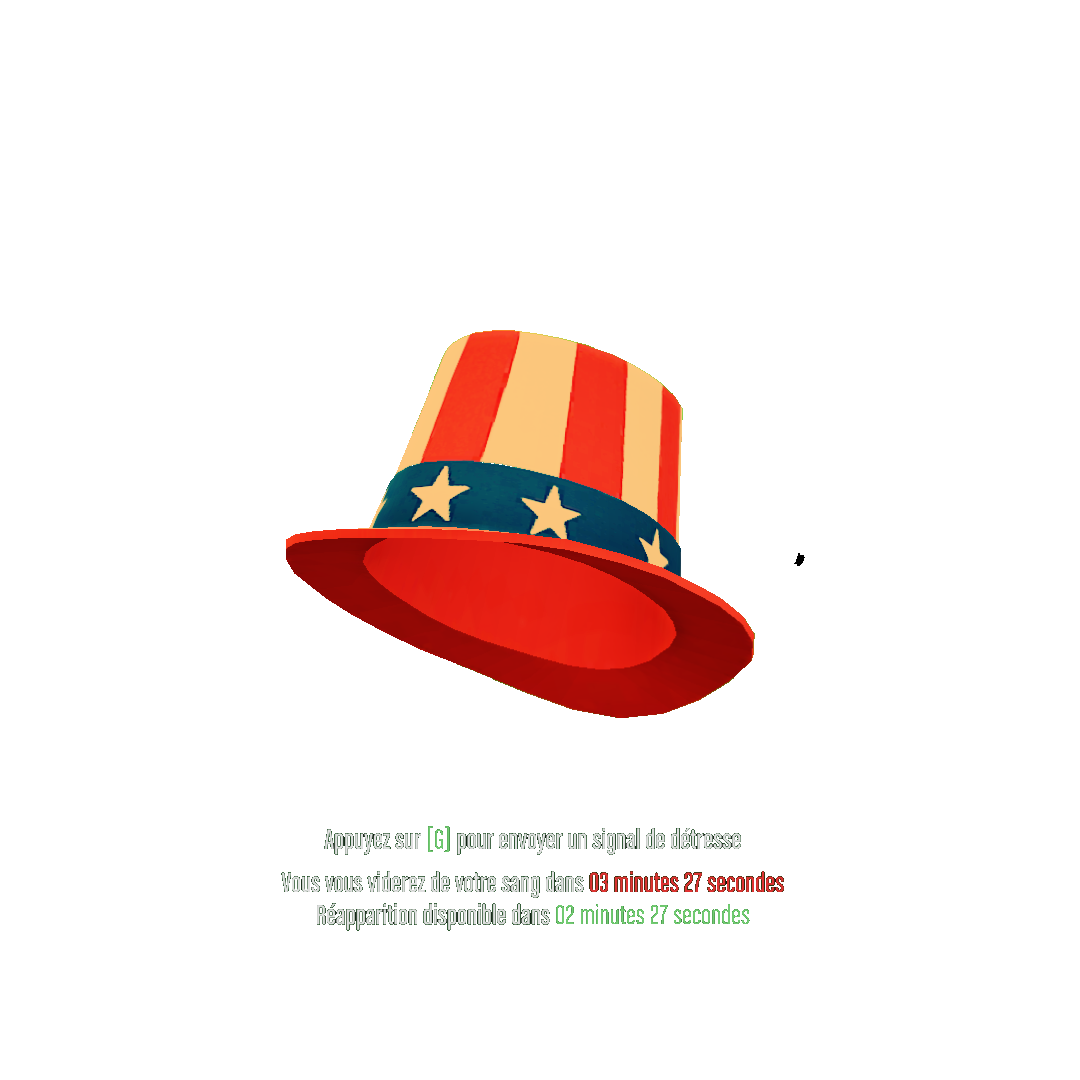 Appuyez sur [G] pour envoyer un signal de détresse
Vous vous viderez de votre sang dans 03 minutes 27 secondes
Réapparition disponible dans 02 minutes 27 secondes